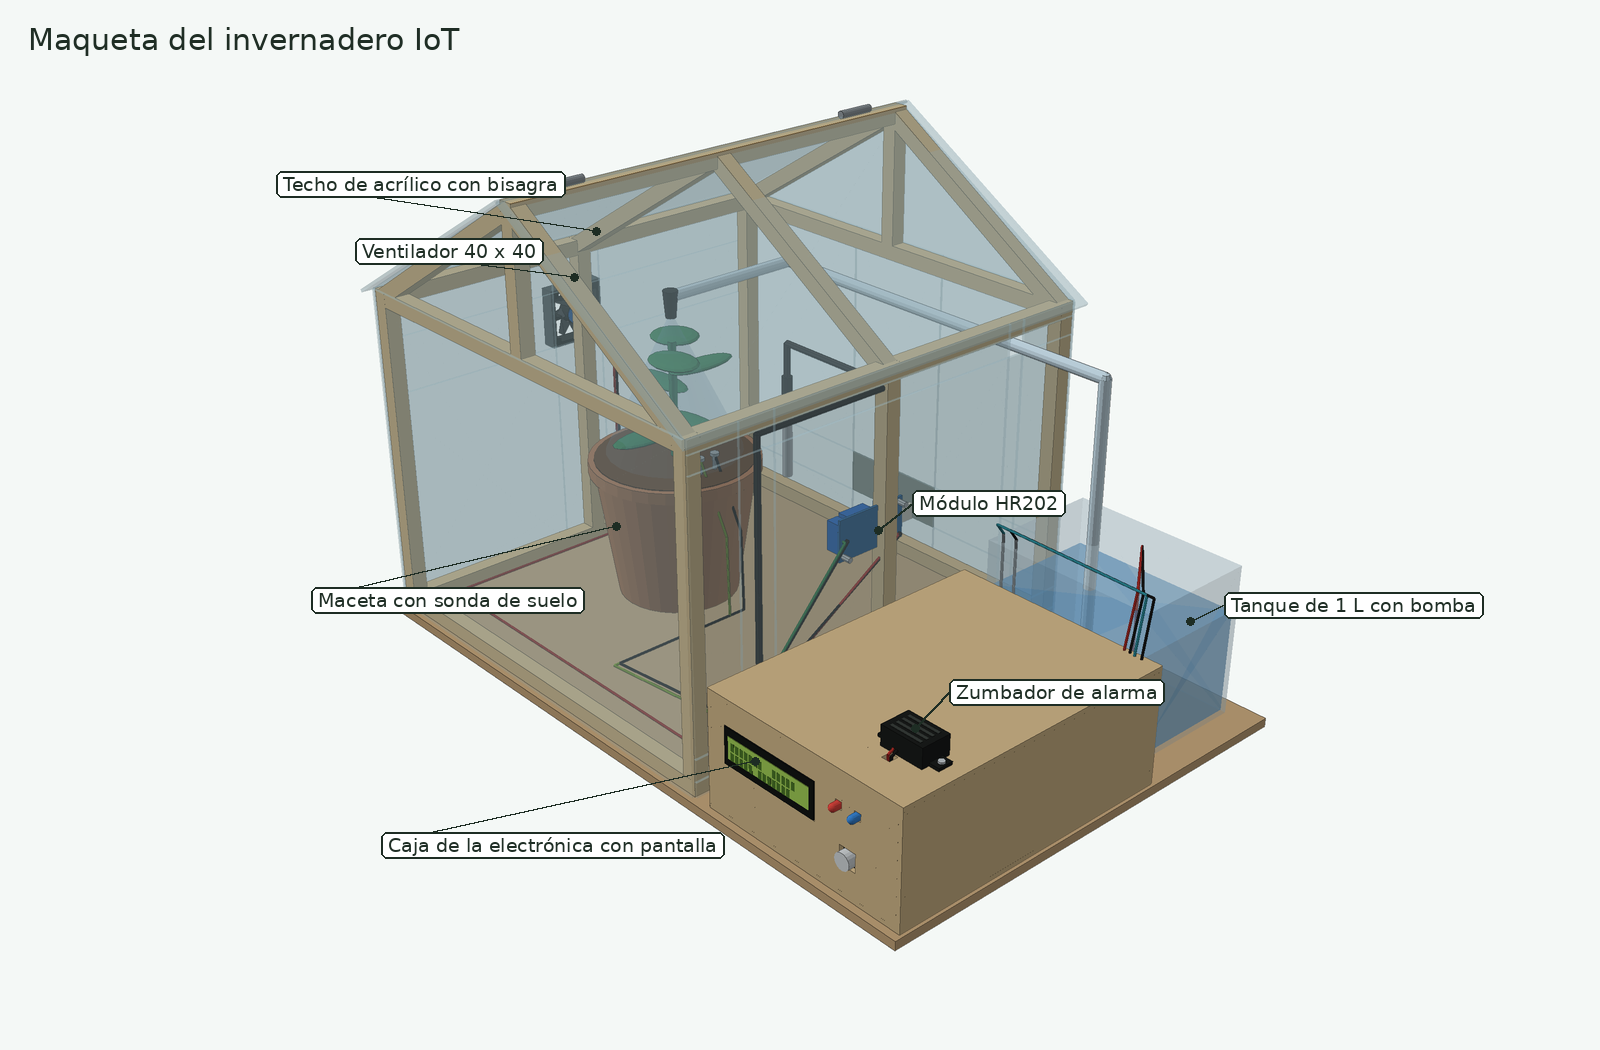 Maqueta del invernadero IoT
Techo de acrílico con bisagra
Ventilador 40 x 40
Módulo HR202
Maceta con sonda de suelo
Tanque de 1 L con bomba
Zumbador de alarma
Caja de la electrónica con pantalla